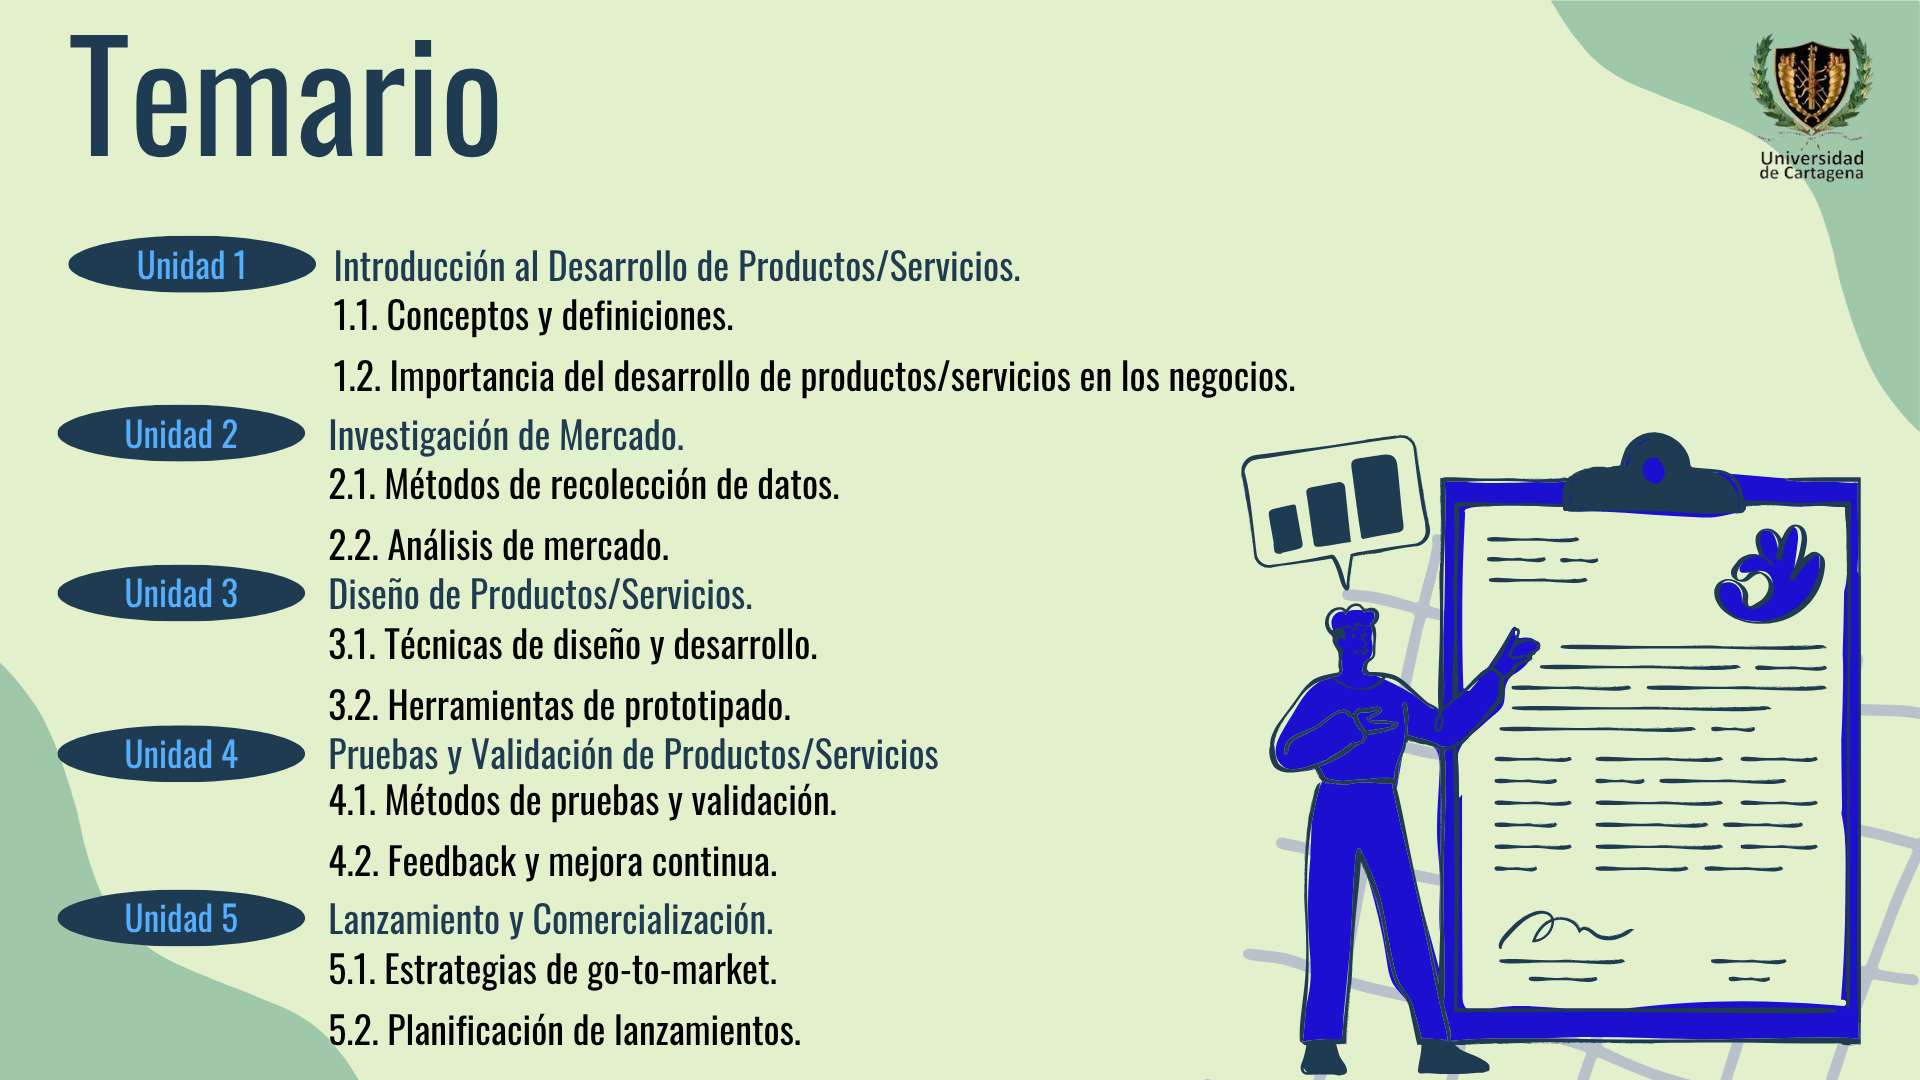 Temario
Universidad
de Cartagena
Unidad 1
Introducción al Desarrollo de Productos/Servicios.
1.1. Conceptos y definiciones.
1.2. Importancia del desarrollo de productos/servicios en los negocios.
Unidad 2
Investigación de Mercado.
2.1. Métodos de recolección de datos.
2.2. Análisis de mercado.
Unidad 3
Diseño de Productos/Servicios.
3.1. Técnicas de diseño y desarrollo.
3.2. Herramientas de prototipado.
Unidad 4
Pruebas y Validación de Productos/Servicios
4.1. Métodos de pruebas y validación.
4.2. Feedback y mejora continua.
Unidad 5
Lanzamiento y Comercialización.
5.1. Estrategias de go-to-market.
5.2. Planificación de lanzamientos.